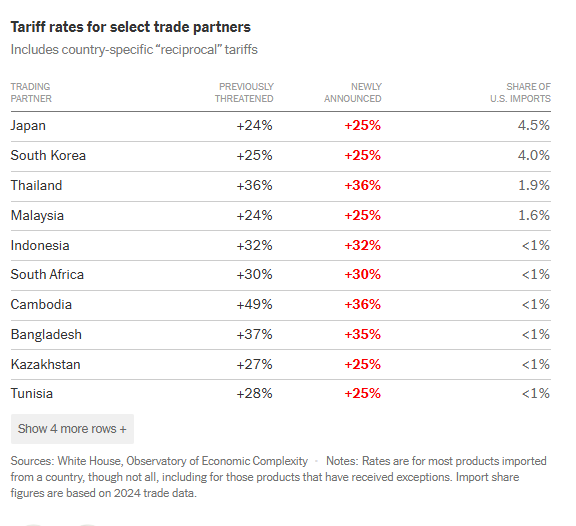 Tariff rates for select trade partners
Includes country-specific “reciprocal” tariffs
TRADING PARTNER PREVIOUSLY THREATENED NEWLY ANNOUNCED SHARE OF U.S. IMPORTS
Japan +24% +25% 4.5%
South Korea +25% +25% 4.0%
Thailand +36% +36% 1.9%
Malaysia +24% +25% 1.6%
Indonesia +32% +32% <1%
South Africa +30% +30% <1%
Cambodia +49% +36% <1%
Bangladesh +37% +35% <1%
Kazakhstan +27% +25% <1%
Tunisia +28% +25% <1%
Show 4 more rows +
Sources: White House, Observatory of Economic Complexity · Notes: Rates are for most products imported
from a country, though not all, including for those products that have received exceptions. Import share
figures are based on 2024 trade data.